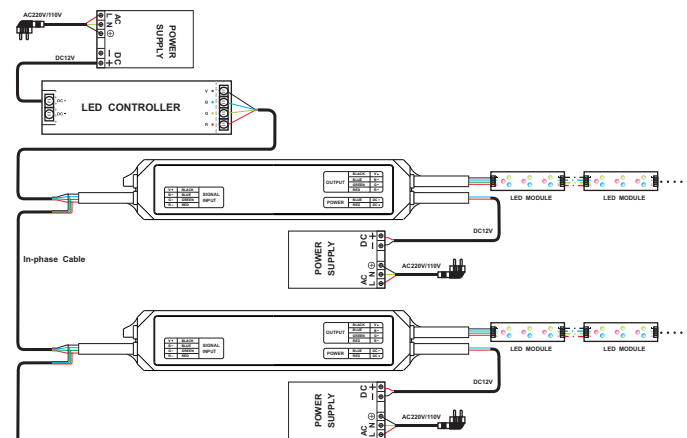 AC220V/110V
AC
L
N
DC
POWER
SUPPLY
DC12V
LED CONTROLLER
DC+
DC-
V
B
G
R
V+ BLACK
B- BLUE
G- GREEN
R- RED
SIGNAL
INPUT
OUTPUT
BLACK V+
BLUE B-
GREEN G-
RED R-
POWER
BLUE DC-
RED DC+
LED MODULE
LED MODULE
DC12V
POWER
SUPPLY
DC
AC
L
N
AC220V/110V
In-phase Cable
V+ BLACK
B- BLUE
G- GREEN
R- RED
SIGNAL
INPUT
OUTPUT
BLACK V+
BLUE B-
GREEN G-
RED R-
POWER
BLUE DC-
RED DC+
LED MODULE
LED MODULE
DC12V
POWER
SUPPLY
DC
AC
L
N
AC220V/110V